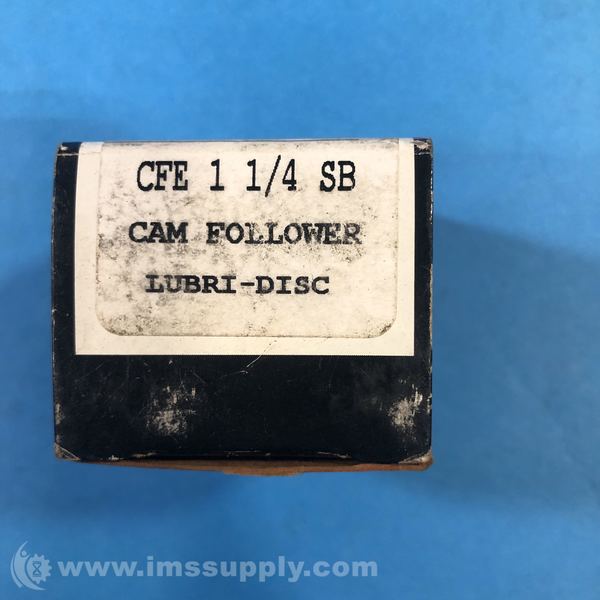 CFE 1 1/4 SB
CAM FOLLOWER
LUBRI-DISC
www.imssupply.com